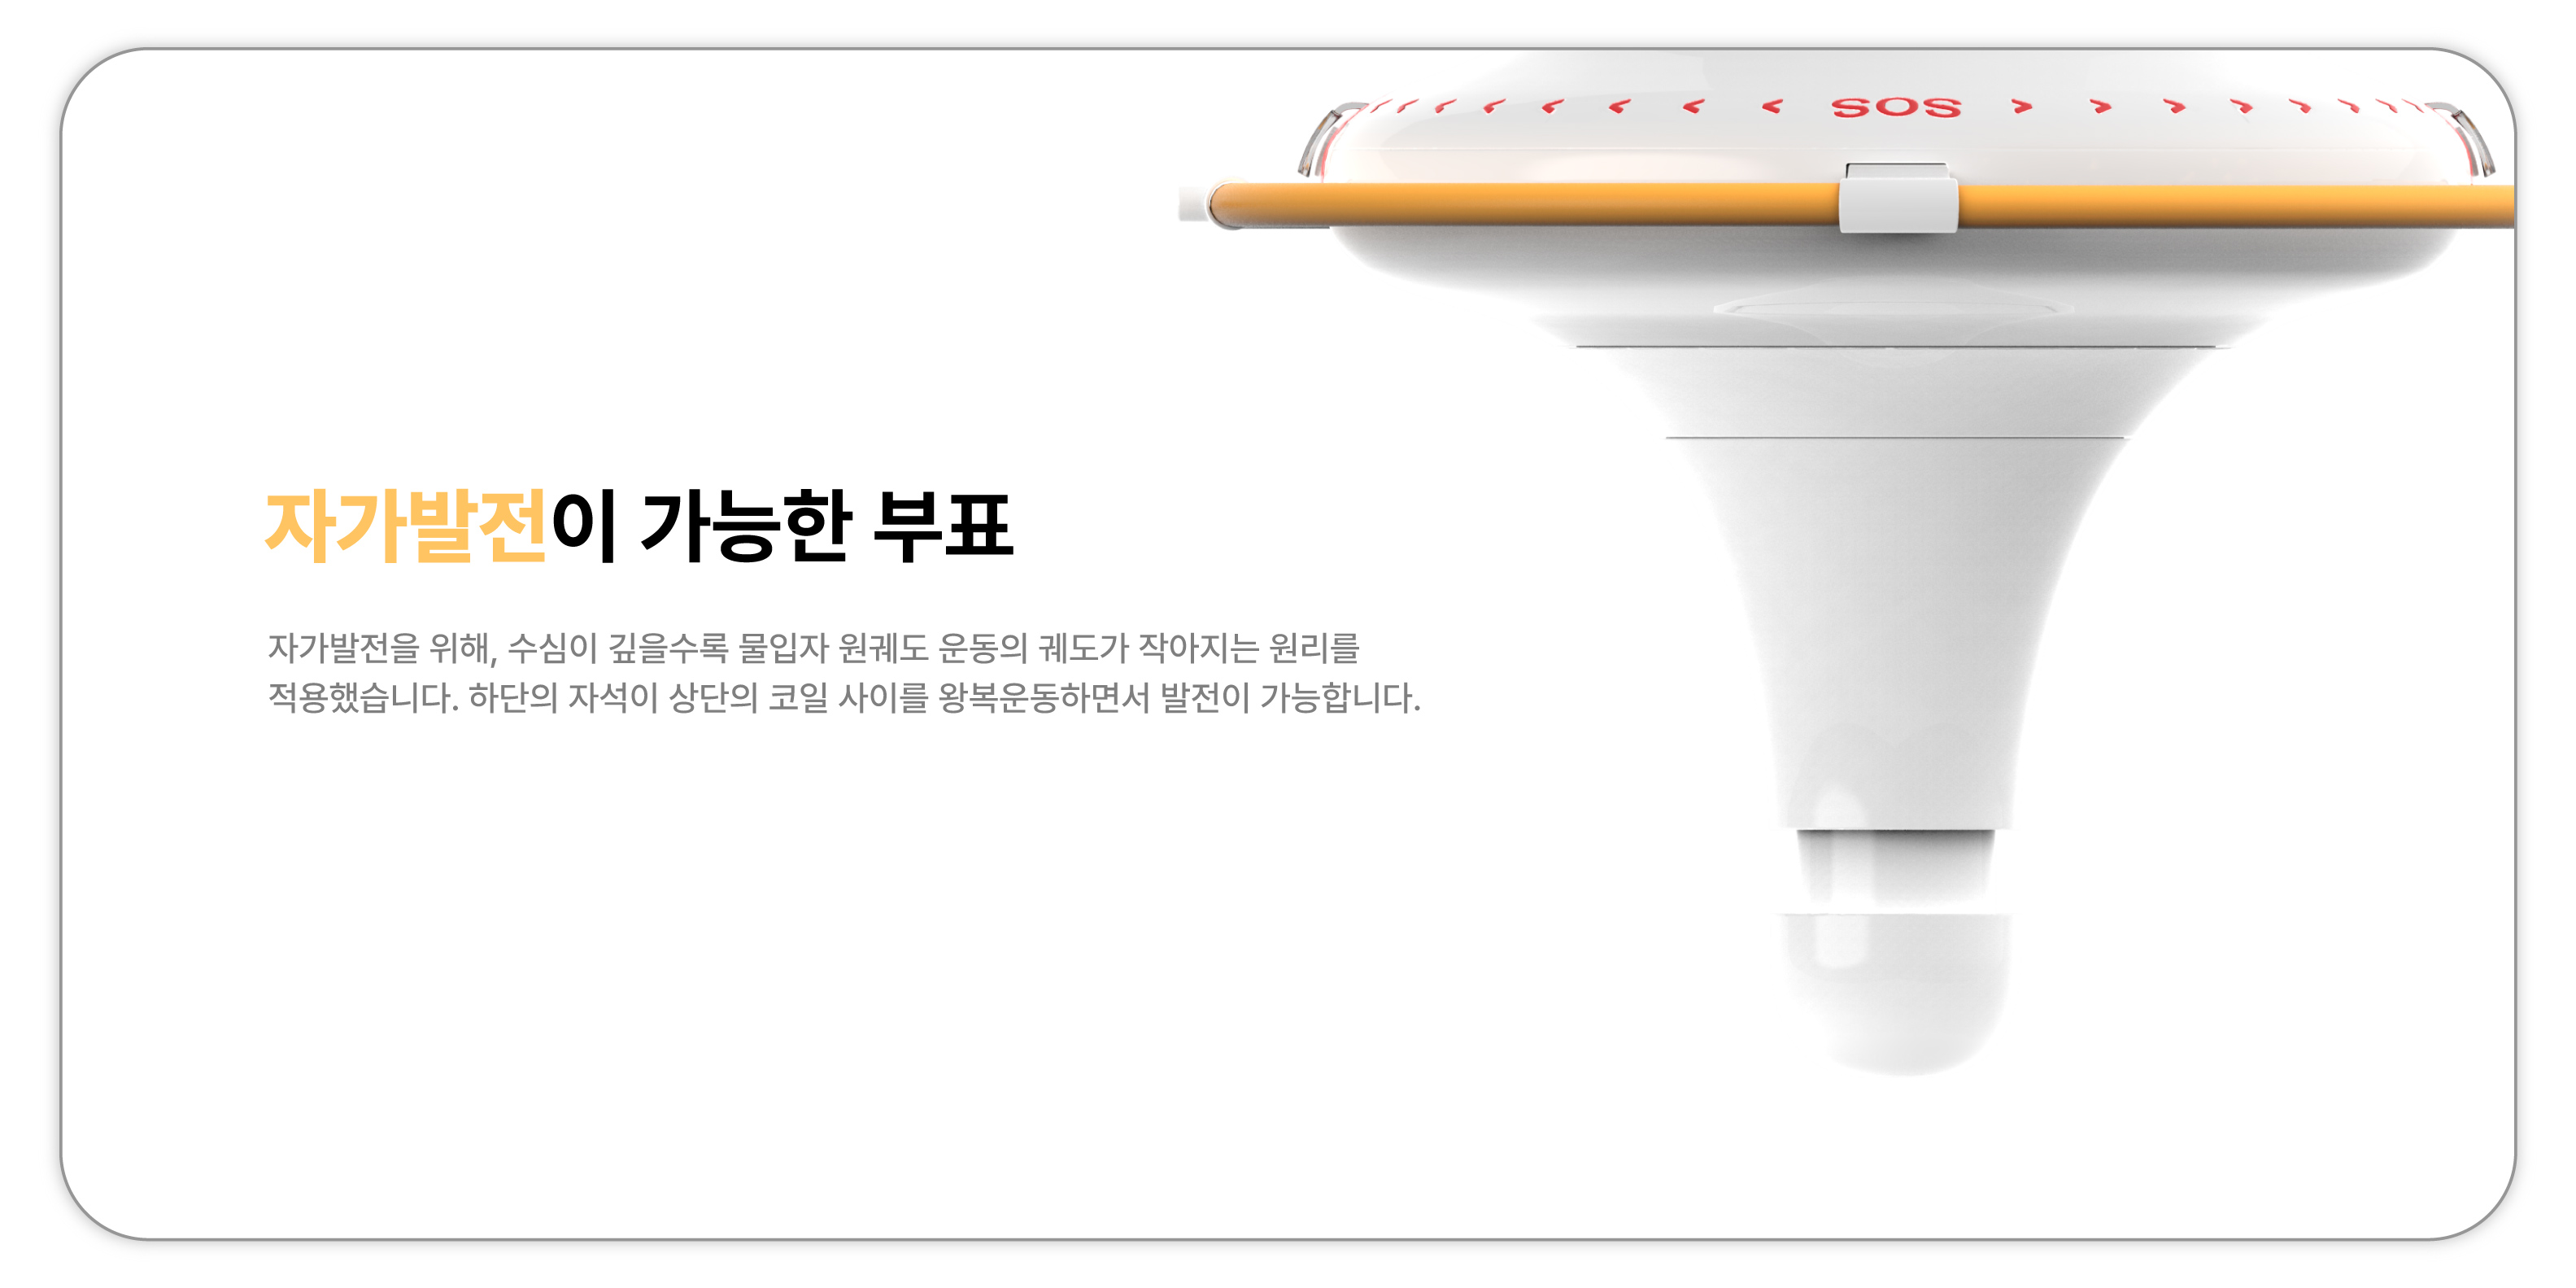 SOS
자가발전이 가능한 부표
자가발전을 위해, 수심이 깊을수록 물입자 원궤도 운동의 궤도가 작아지는 원리를
적용했습니다. 하단의 자석이 상단의 코일 사이를 왕복운동하면서 발전이 가능합니다.